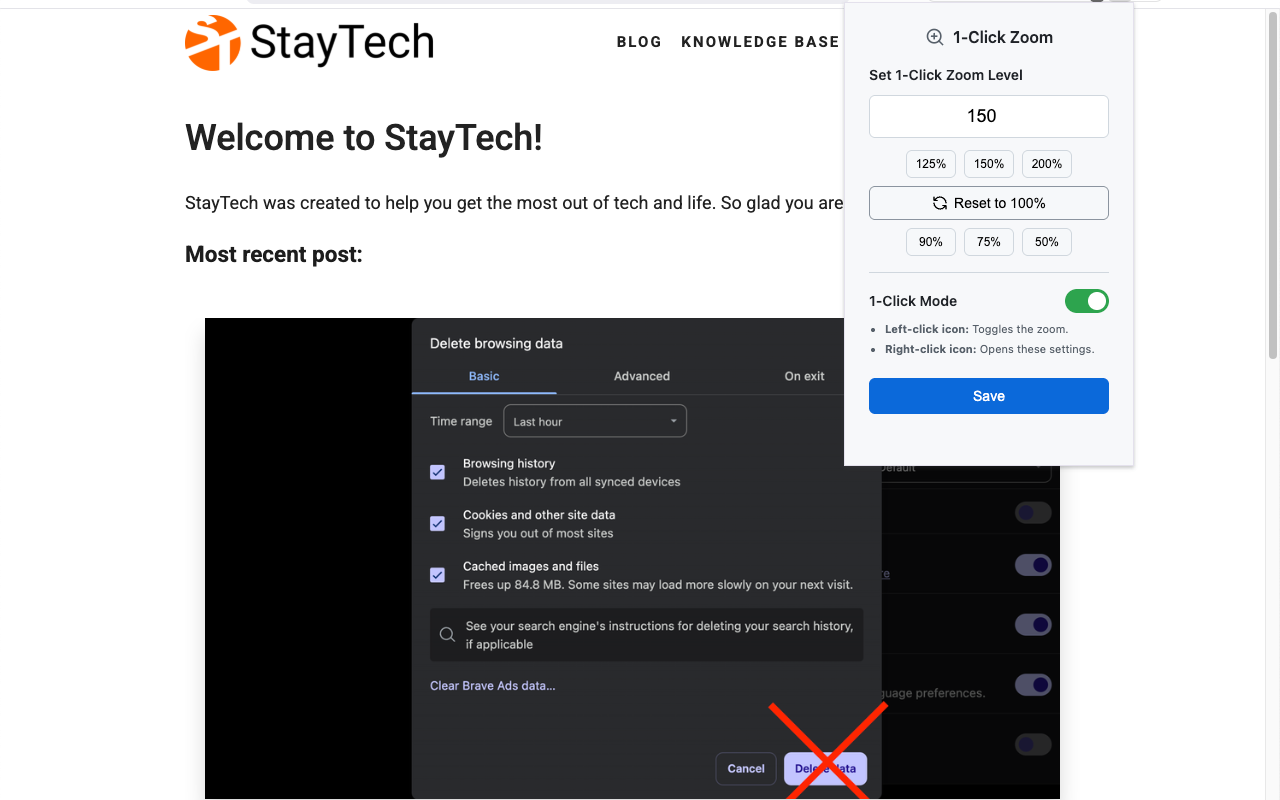 StayTech
BLOG KNOWLEDGE BASE
Welcome to StayTech!
StayTech was created to help you get the most out of tech and life. So glad you are
Most recent post:
1-Click Zoom
Set 1-Click Zoom Level
150
125% 150% 200%
Reset to 100%
90% 75% 50%
1-Click Mode
• Left-click icon: Toggles the zoom.
• Right-click icon: Opens these settings.
Save
Delete browsing data
Basic Advanced On exit
Time range Last hour
Browsing history
Deletes history from all synced devices
Cookies and other site data
Signs you out of most sites
Cached images and files
Frees up 84.8 MB. Some sites may load more slowly on your next visit.
See your search engine's instructions for deleting your search history,
if applicable
Clear Brave Ads data...
Cancel Delete data
Default
re
guage preferences.